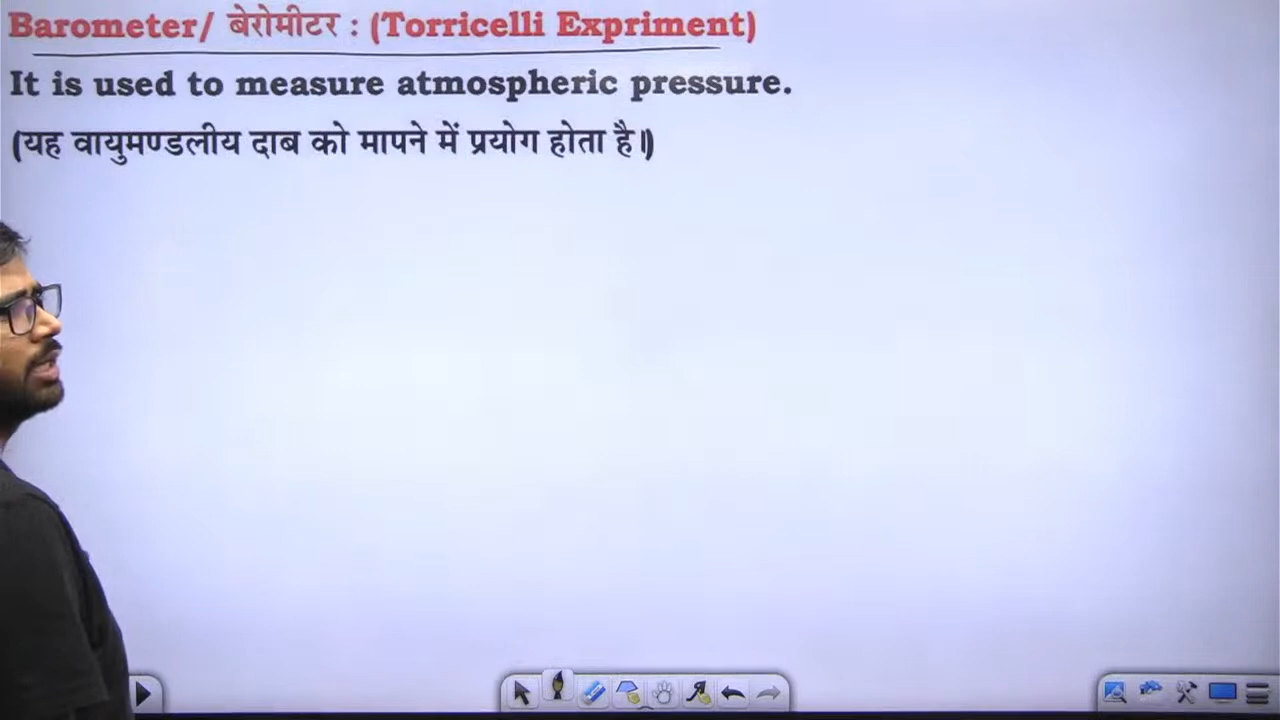 Barometer/ बेरोमीटर : (Torricelli Expriment)
It is used to measure atmospheric pressure.
(यह वायुमण्डलीय दाब को मापने में प्रयोग होता है।)